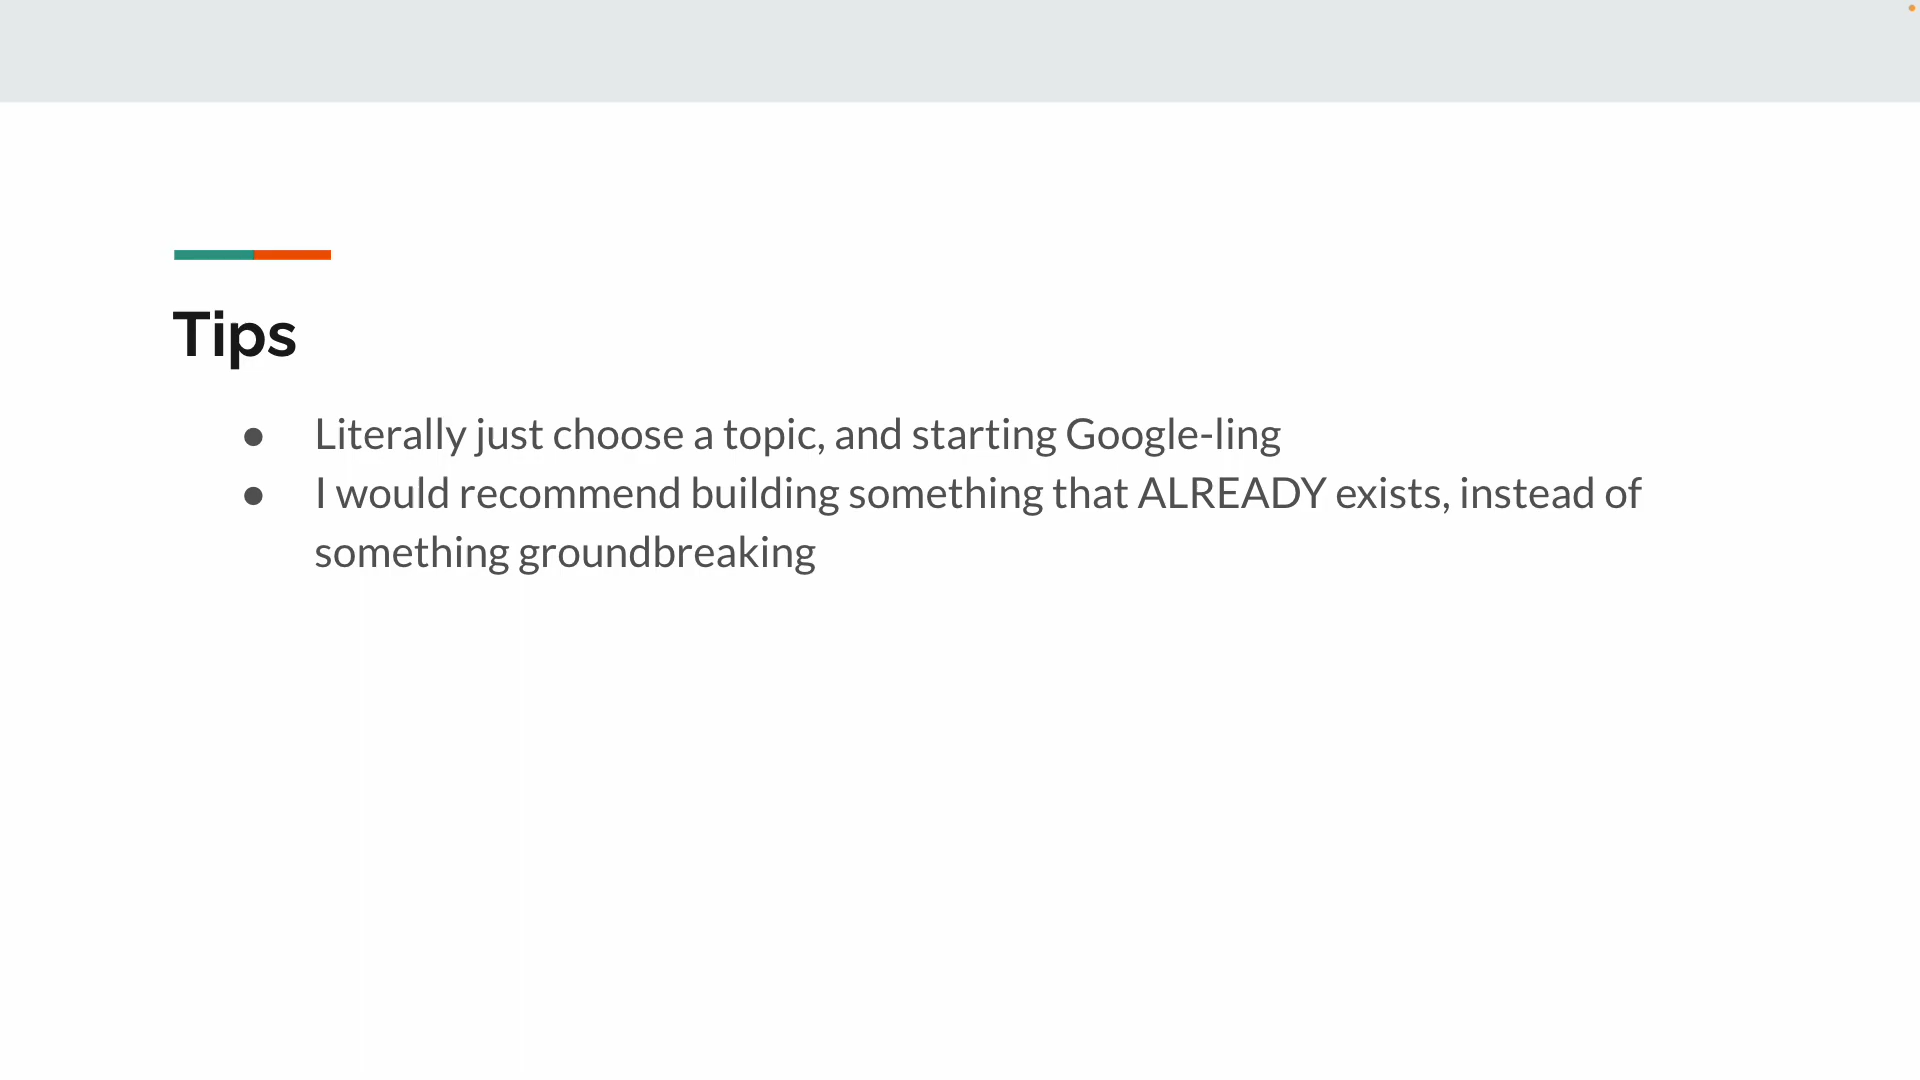 Tips
● Literally just choose a topic, and starting Google-ling
● I would recommend building something that ALREADY exists, instead of
something groundbreaking